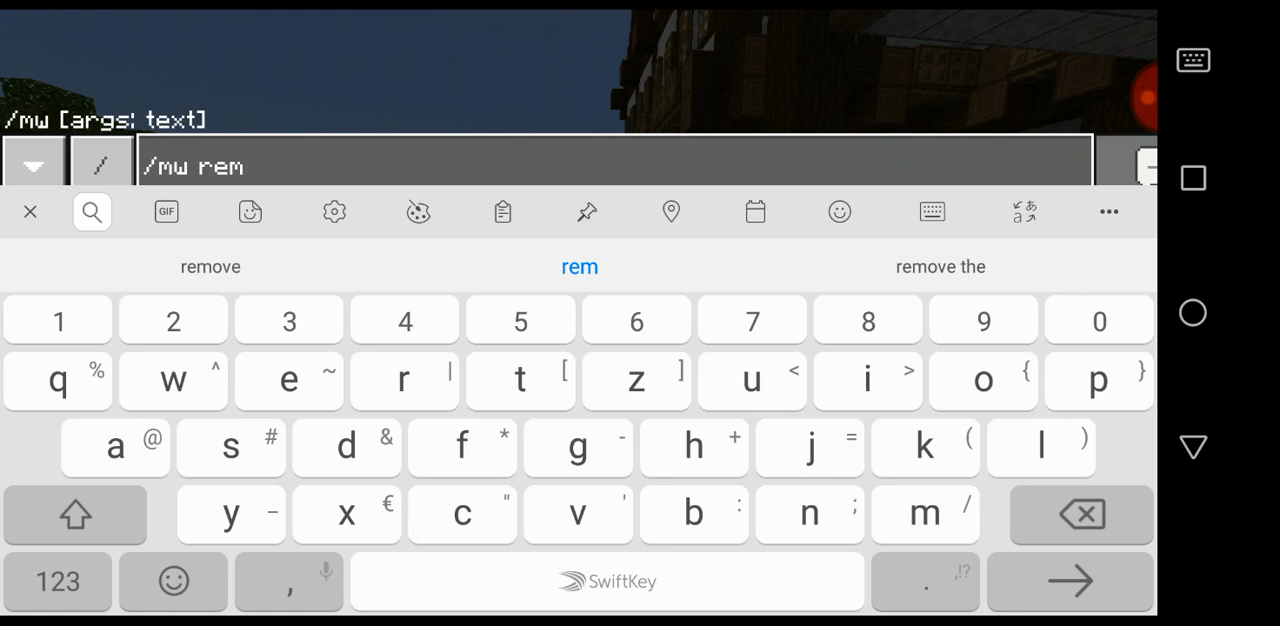 /mw [args: text]
/ /mw rem
GIF
remove rem remove the
1 2 3 4 5 6 7 8 9 0
q % w ^ e ~ r | t [ z ] u < i > o { p }
a @ s # d & f * g - h + j = k ( l )
y _ x € c " v ' b : n ; m /
123 , SwiftKey . ,!?